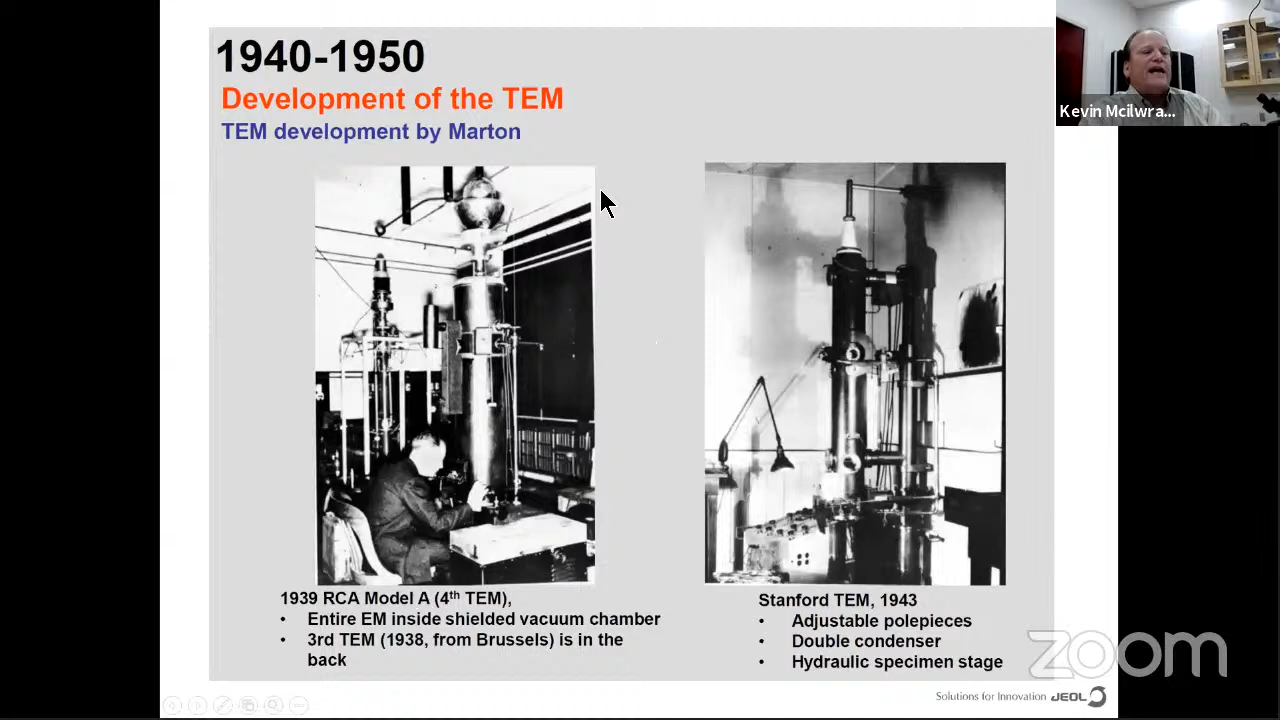 1940-1950
Development of the TEM
TEM development by Marton
Kevin Mcilwra...
1939 RCA Model A (4th TEM),
• Entire EM inside shielded vacuum chamber
• 3rd TEM (1938, from Brussels) is in the
back
Stanford TEM, 1943
• Adjustable polepieces
• Double condenser
• Hydraulic specimen stage
zoom
Solutions for Innovation JEOL